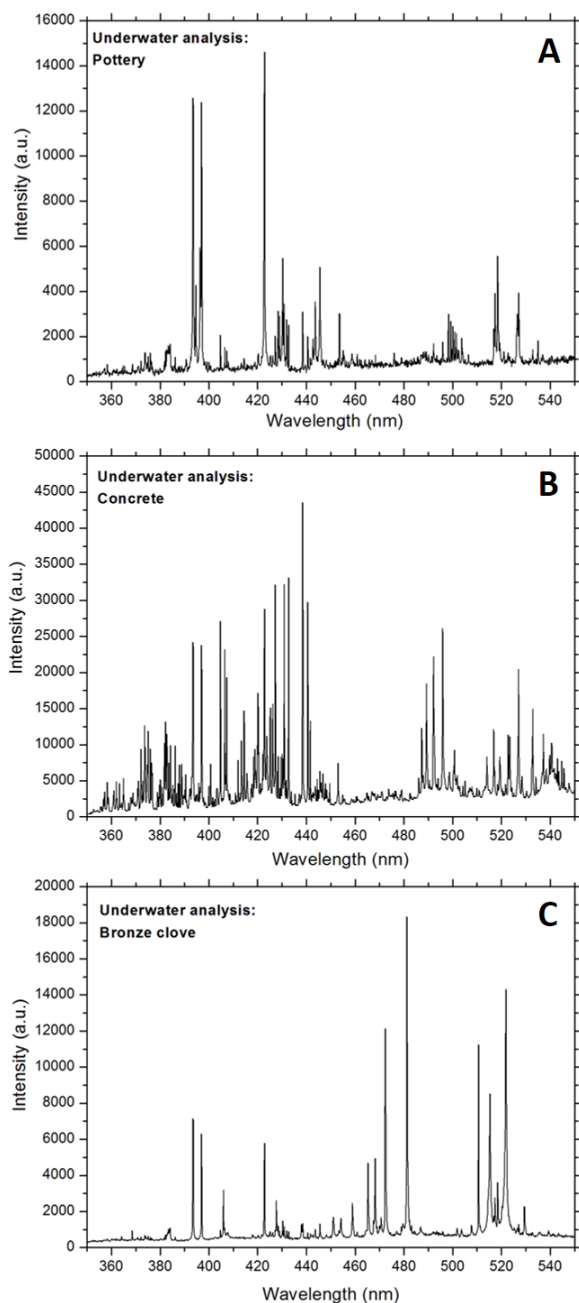 Underwater analysis:
Pottery
A
16000
14000
12000
10000
8000
6000
4000
2000
0
Intensity (a.u.)
360 380 400 420 440 460 480 500 520 540
Wavelength (nm)
Underwater analysis:
Concrete
B
50000
45000
40000
35000
30000
25000
20000
15000
10000
5000
0
Intensity (a.u.)
360 380 400 420 440 460 480 500 520 540
Wavelength (nm)
Underwater analysis:
Bronze clove
C
20000
18000
16000
14000
12000
10000
8000
6000
4000
2000
0
Intensity (a.u.)
360 380 400 420 440 460 480 500 520 540
Wavelength (nm)